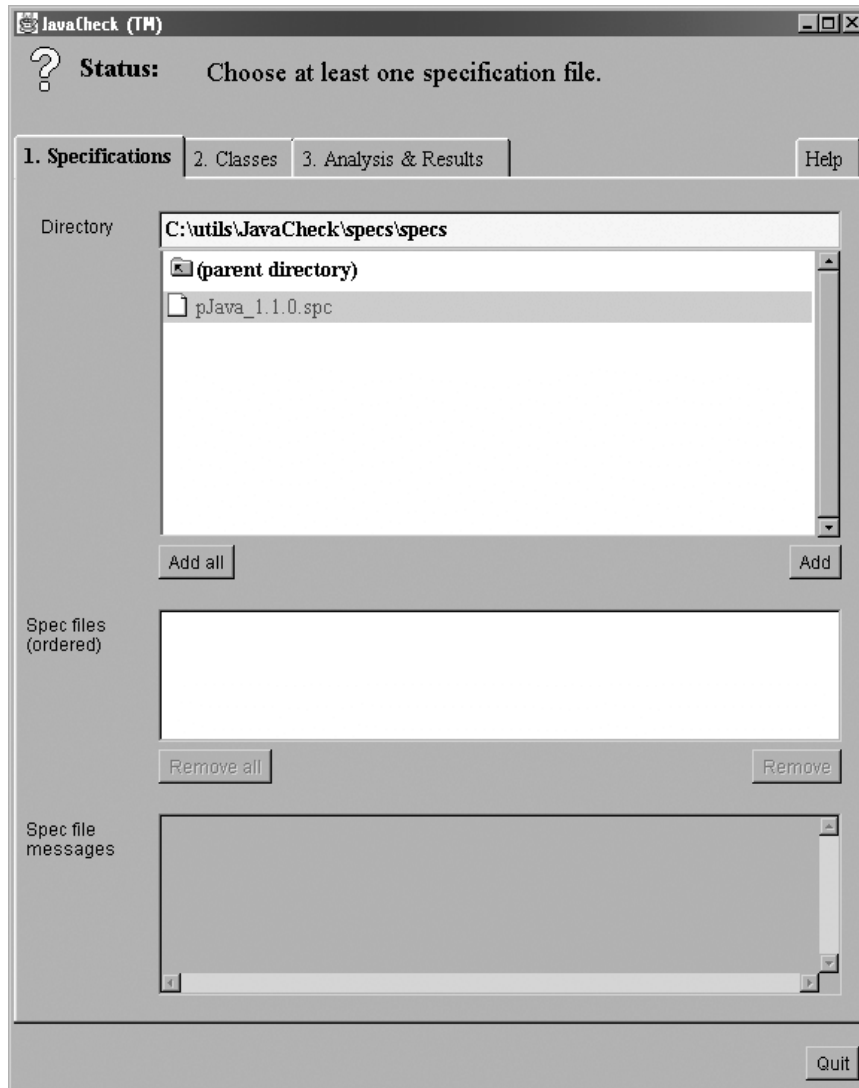 JavaCheck (TM)
Status: Choose at least one specification file.
1. Specifications 2. Classes 3. Analysis & Results Help
Directory C:\utils\JavaCheck\specs\specs
(parent directory)
pJava_1.1.0.spc
Add all Add
Spec files
(ordered)
Remove all Remove
Spec file
messages
Quit